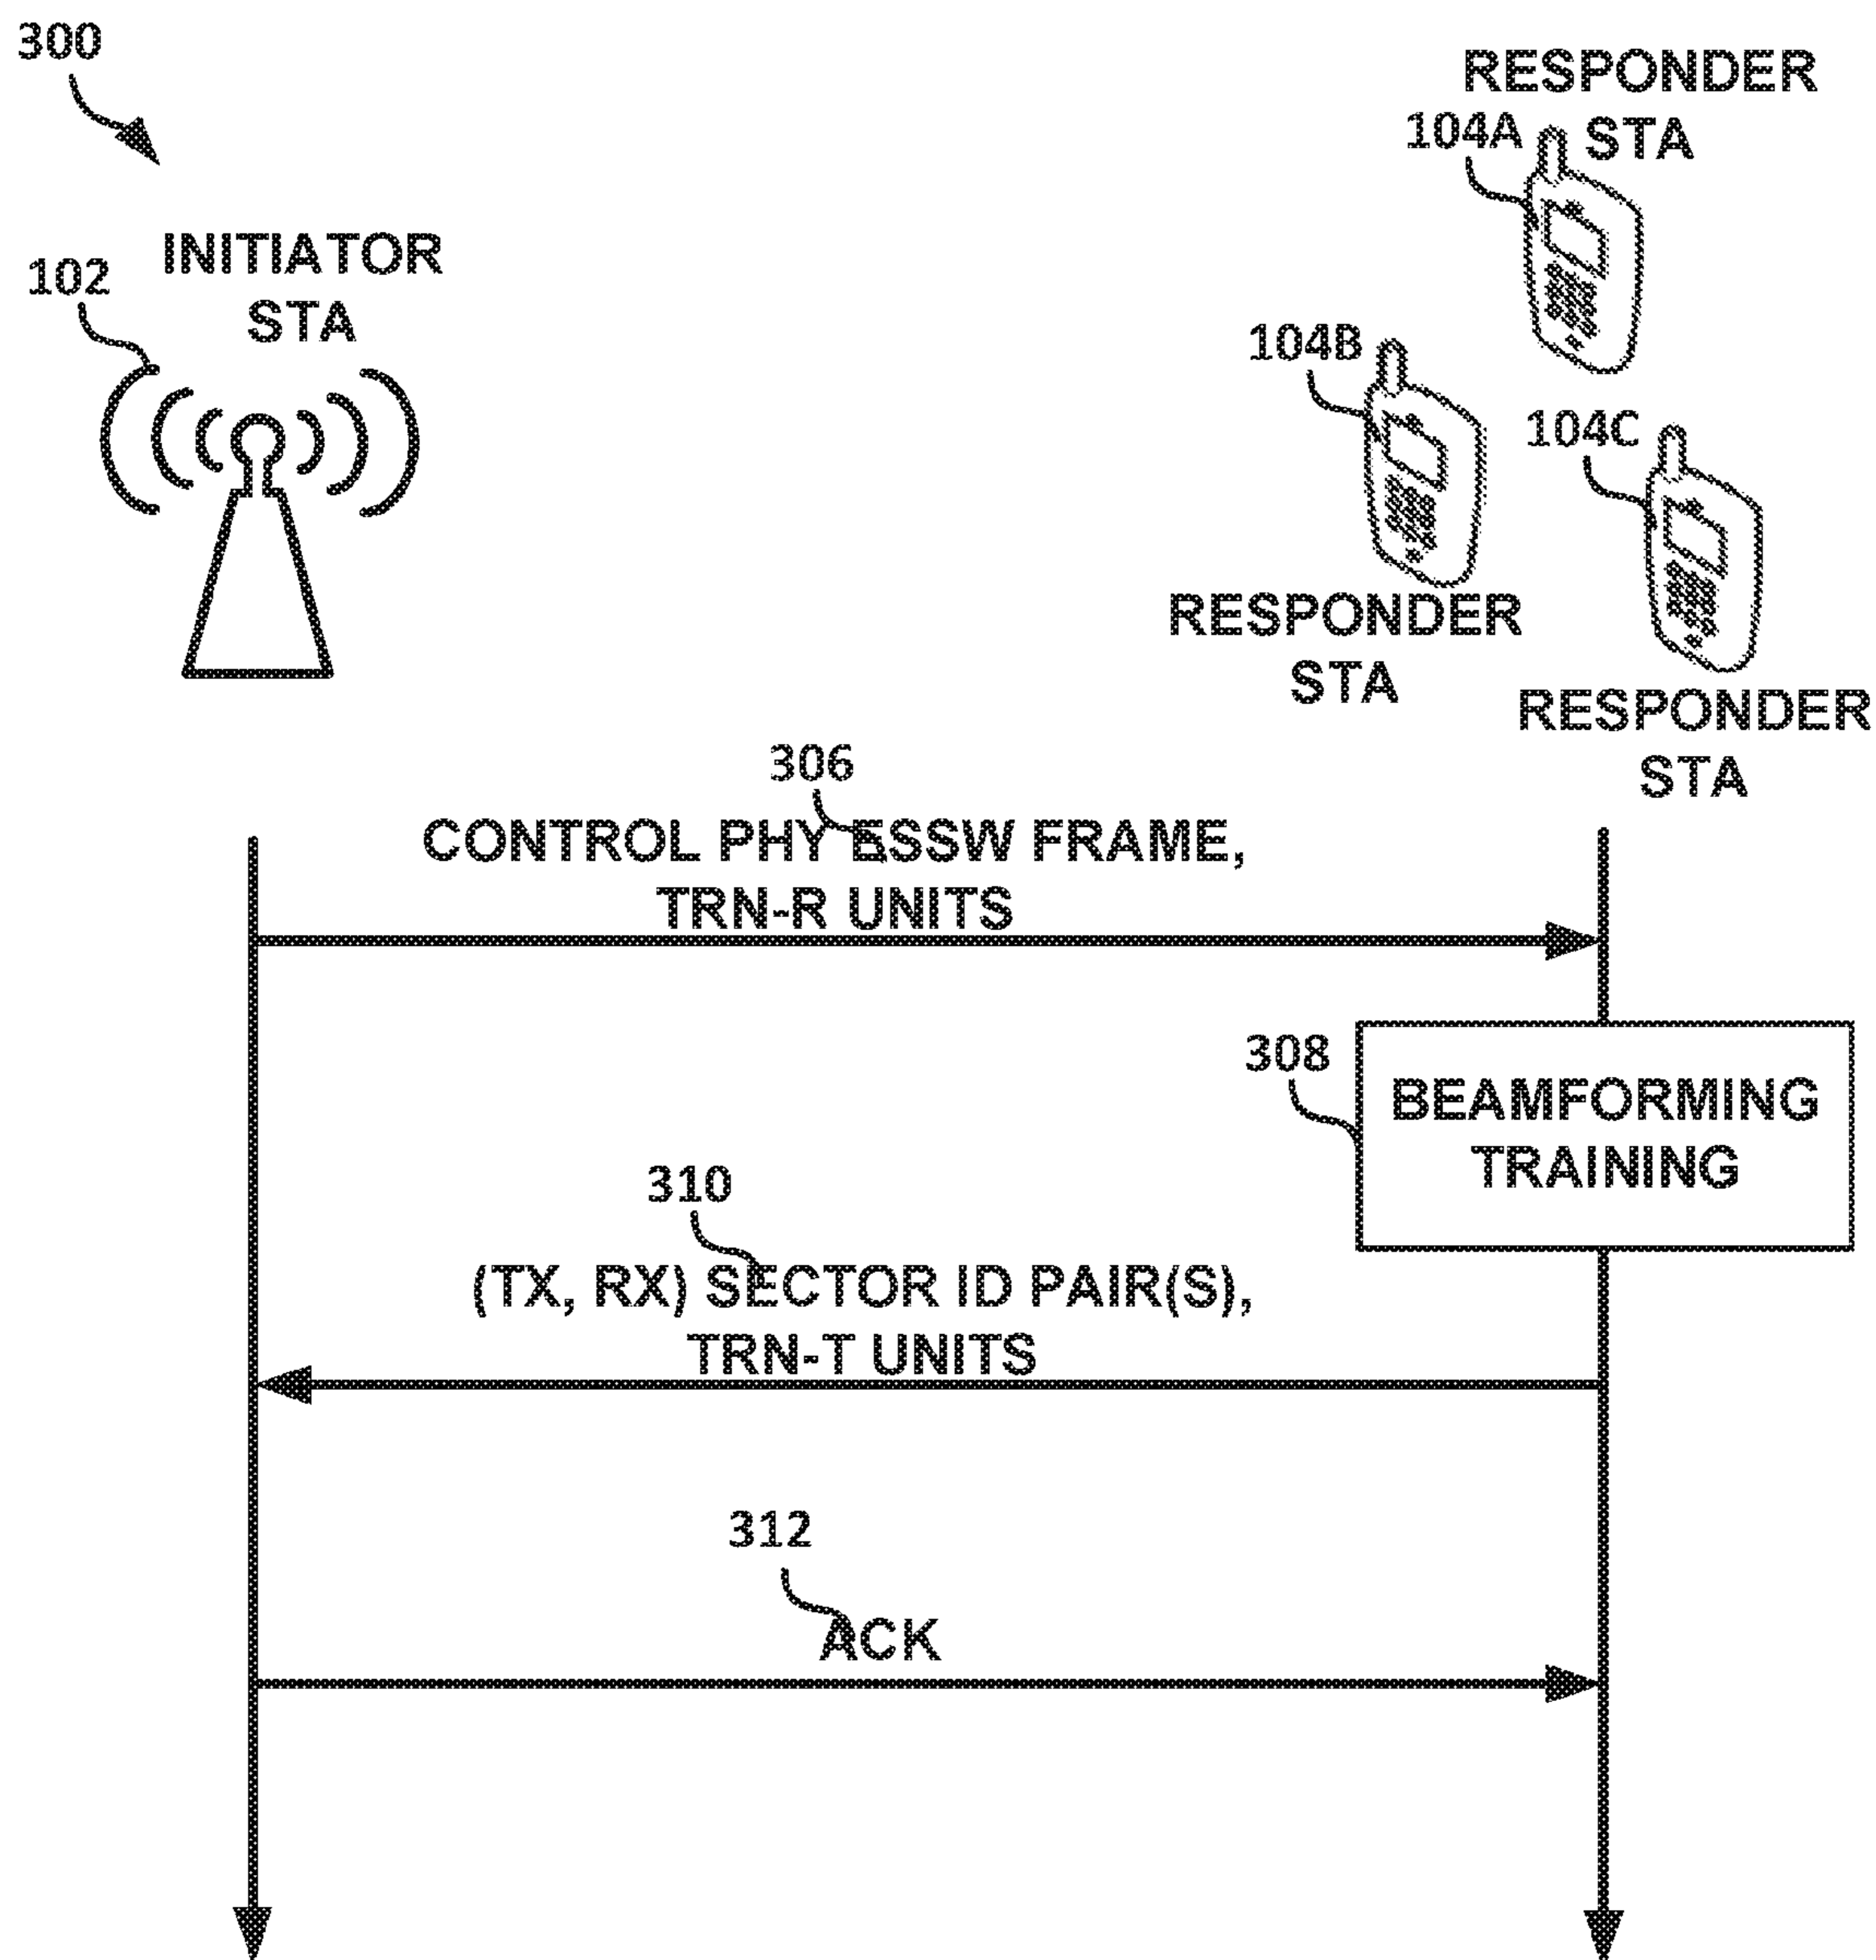 300
RESPONDER
STA
104A
INITIATOR
STA
102
104B
104C
RESPONDER
STA
RESPONDER
STA
306
CONTROL PHY ESSW FRAME,
TRN-R UNITS
308
BEAMFORMING
TRAINING
310
(TX, RX) SECTOR ID PAIR(S),
TRN-T UNITS
312
ACK